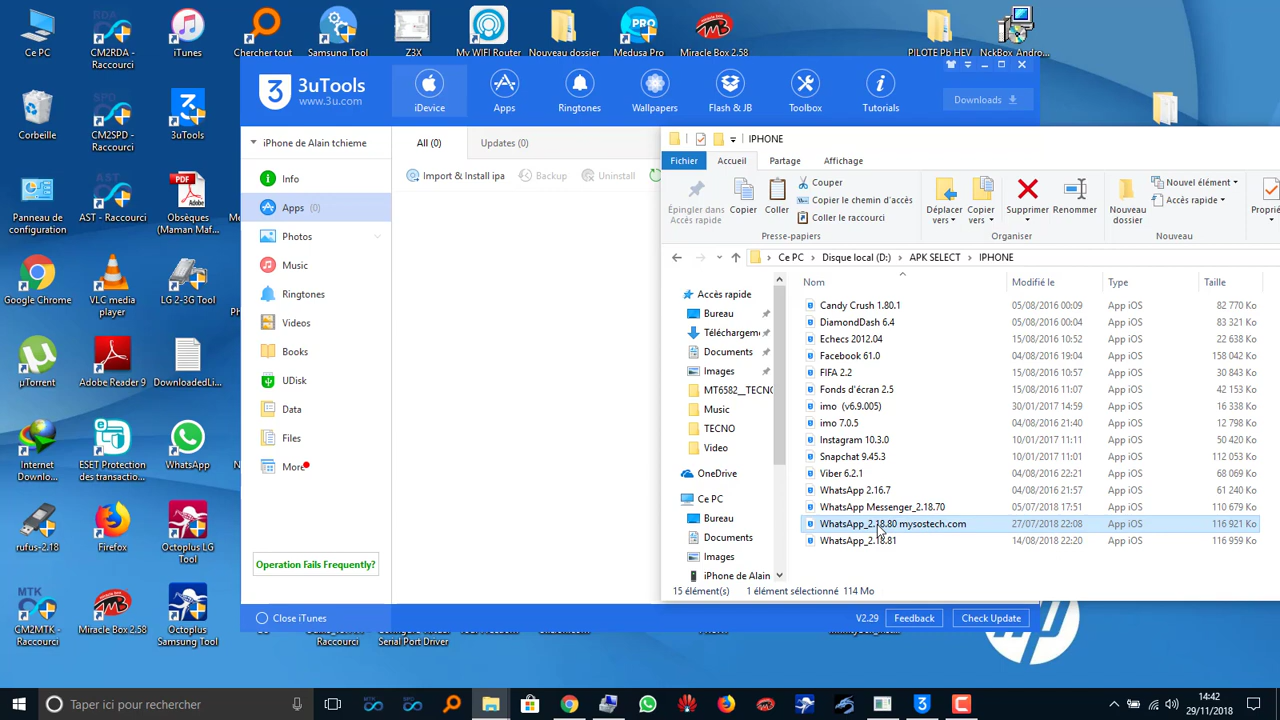 Ce PC
CM2RDA -
Raccourci
iTunes
Chercher tout
Samsung
Tool
Z3X
My WIFI Router
Nouveau dossier
Medusa Pro
Miracle Box 2.58
PILOTE Pb HEV
NckBox_Andro...
Corbeille
CM2SPD -
Raccourci
3uTools
Panneau de
configuration
AST - Raccourci
Obsèques
(Maman Maf...
Google Chrome
VLC media
player
LG 2-3G Tool
µTorrent
Adobe Reader 9
DownloadedLi...
Internet
Downlo...
ESET Protection
des transactio...
WhatsApp
rufus-2.18
Firefox
Octoplus LG
Tool
CM2MTK -
Raccourci
Miracle Box 2.58
Octoplus
Samsung Tool
Raccourci
Serial Port Driver
3uTools
www.3u.com
iDevice
Apps
Ringtones
Wallpapers
Flash & JB
Toolbox
Tutorials
Downloads
iPhone de Alain tchieme
All (0)
Updates (0)
Import & Install ipa
Backup
Uninstall
Info
Apps (0)
Photos
Music
Ringtones
Videos
Books
UDisk
Data
Files
More
Operation Fails Frequently?
Close iTunes
V2.29
Feedback
Check Update
IPHONE
Fichier
Accueil
Partage
Affichage
Épingler dans
Accès rapide
Copier
Coller
Couper
Copier le chemin d'accès
Coller le raccourci
Presse-papiers
Déplacer
vers
Copier
vers
Supprimer
Renommer
Organiser
Nouveau
dossier
Nouvel élément
Accès rapide
Nouveau
Proprié
Ce PC > Disque local (D:) > APK SELECT > IPHONE
Accès rapide
Bureau
Téléchargem
Documents
Images
MT6582__TECNO
Music
TECNO
Video
OneDrive
Ce PC
Bureau
Documents
Images
iPhone de Alain
Nom Modifié le Type Taille
Candy Crush 1.80.1 05/08/2016 00:09 App iOS 82 770 Ko
DiamondDash 6.4 05/08/2016 00:04 App iOS 83 321 Ko
Echecs 2012.04 15/08/2016 10:52 App iOS 22 638 Ko
Facebook 61.0 04/08/2016 19:04 App iOS 158 042 Ko
FIFA 2.2 15/08/2016 10:57 App iOS 30 843 Ko
Fonds d'écran 2.5 15/08/2016 11:07 App iOS 42 153 Ko
imo (v6.9.005) 30/01/2017 14:59 App iOS 16 338 Ko
imo 7.0.5 04/08/2016 21:40 App iOS 12 798 Ko
Instagram 10.3.0 10/01/2017 11:11 App iOS 50 420 Ko
Snapchat 9.45.3 10/01/2017 11:01 App iOS 112 053 Ko
Viber 6.2.1 04/08/2016 22:21 App iOS 68 069 Ko
WhatsApp 2.16.7 04/08/2016 21:57 App iOS 61 240 Ko
WhatsApp Messenger_2.18.70 05/07/2018 17:51 App iOS 110 679 Ko
WhatsApp_2.18.80 mysostech.com 27/07/2018 22:08 App iOS 116 921 Ko
WhatsApp_2.18.81 14/08/2018 22:20 App iOS 116 959 Ko
15 élément(s) 1 élément sélectionné 114 Mo
Taper ici pour rechercher
14:42
29/11/2018